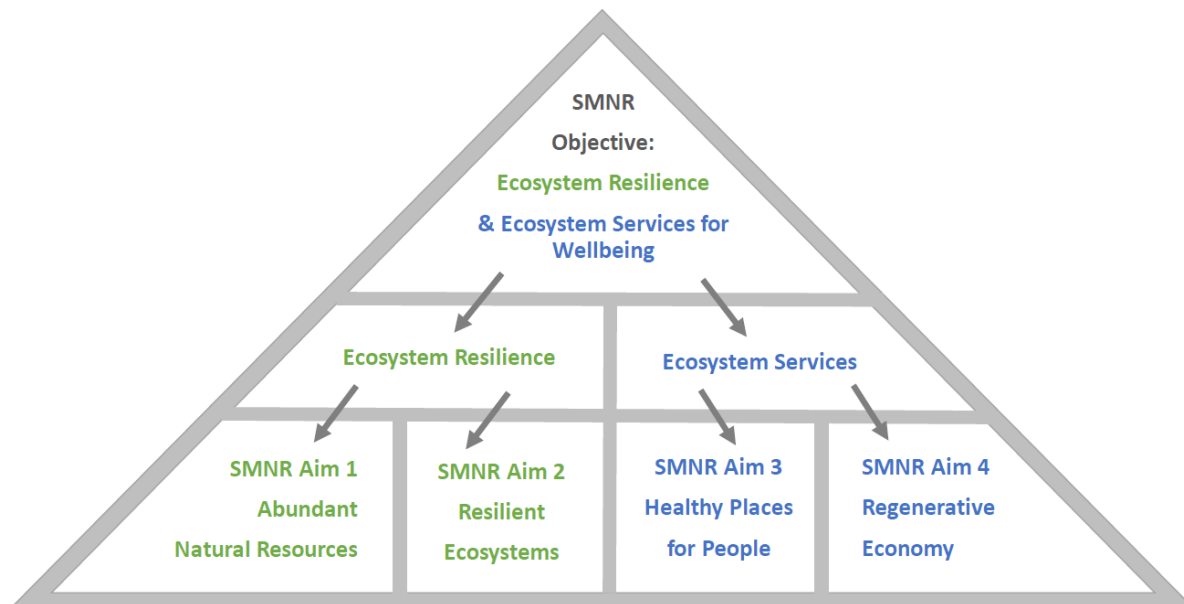 SMNR
Objective:
Ecosystem Resilience
& Ecosystem Services for
Wellbeing
Ecosystem Resilience
Ecosystem Services
SMNR Aim 1
Abundant
Natural Resources
SMNR Aim 2
Resilient
Ecosystems
SMNR Aim 3
Healthy Places
for People
SMNR Aim 4
Regenerative
Economy